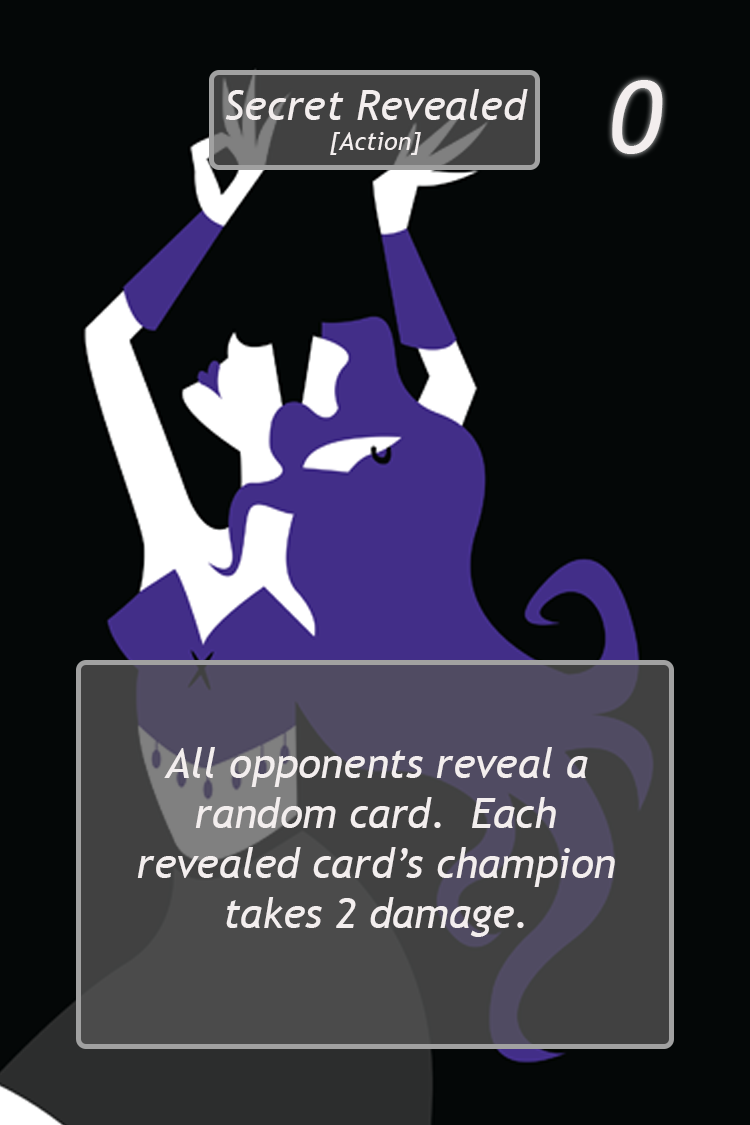 Secret Revealed
[Action]
0
All opponents reveal a
random card.  Each
revealed card’s champion
takes 2 damage.